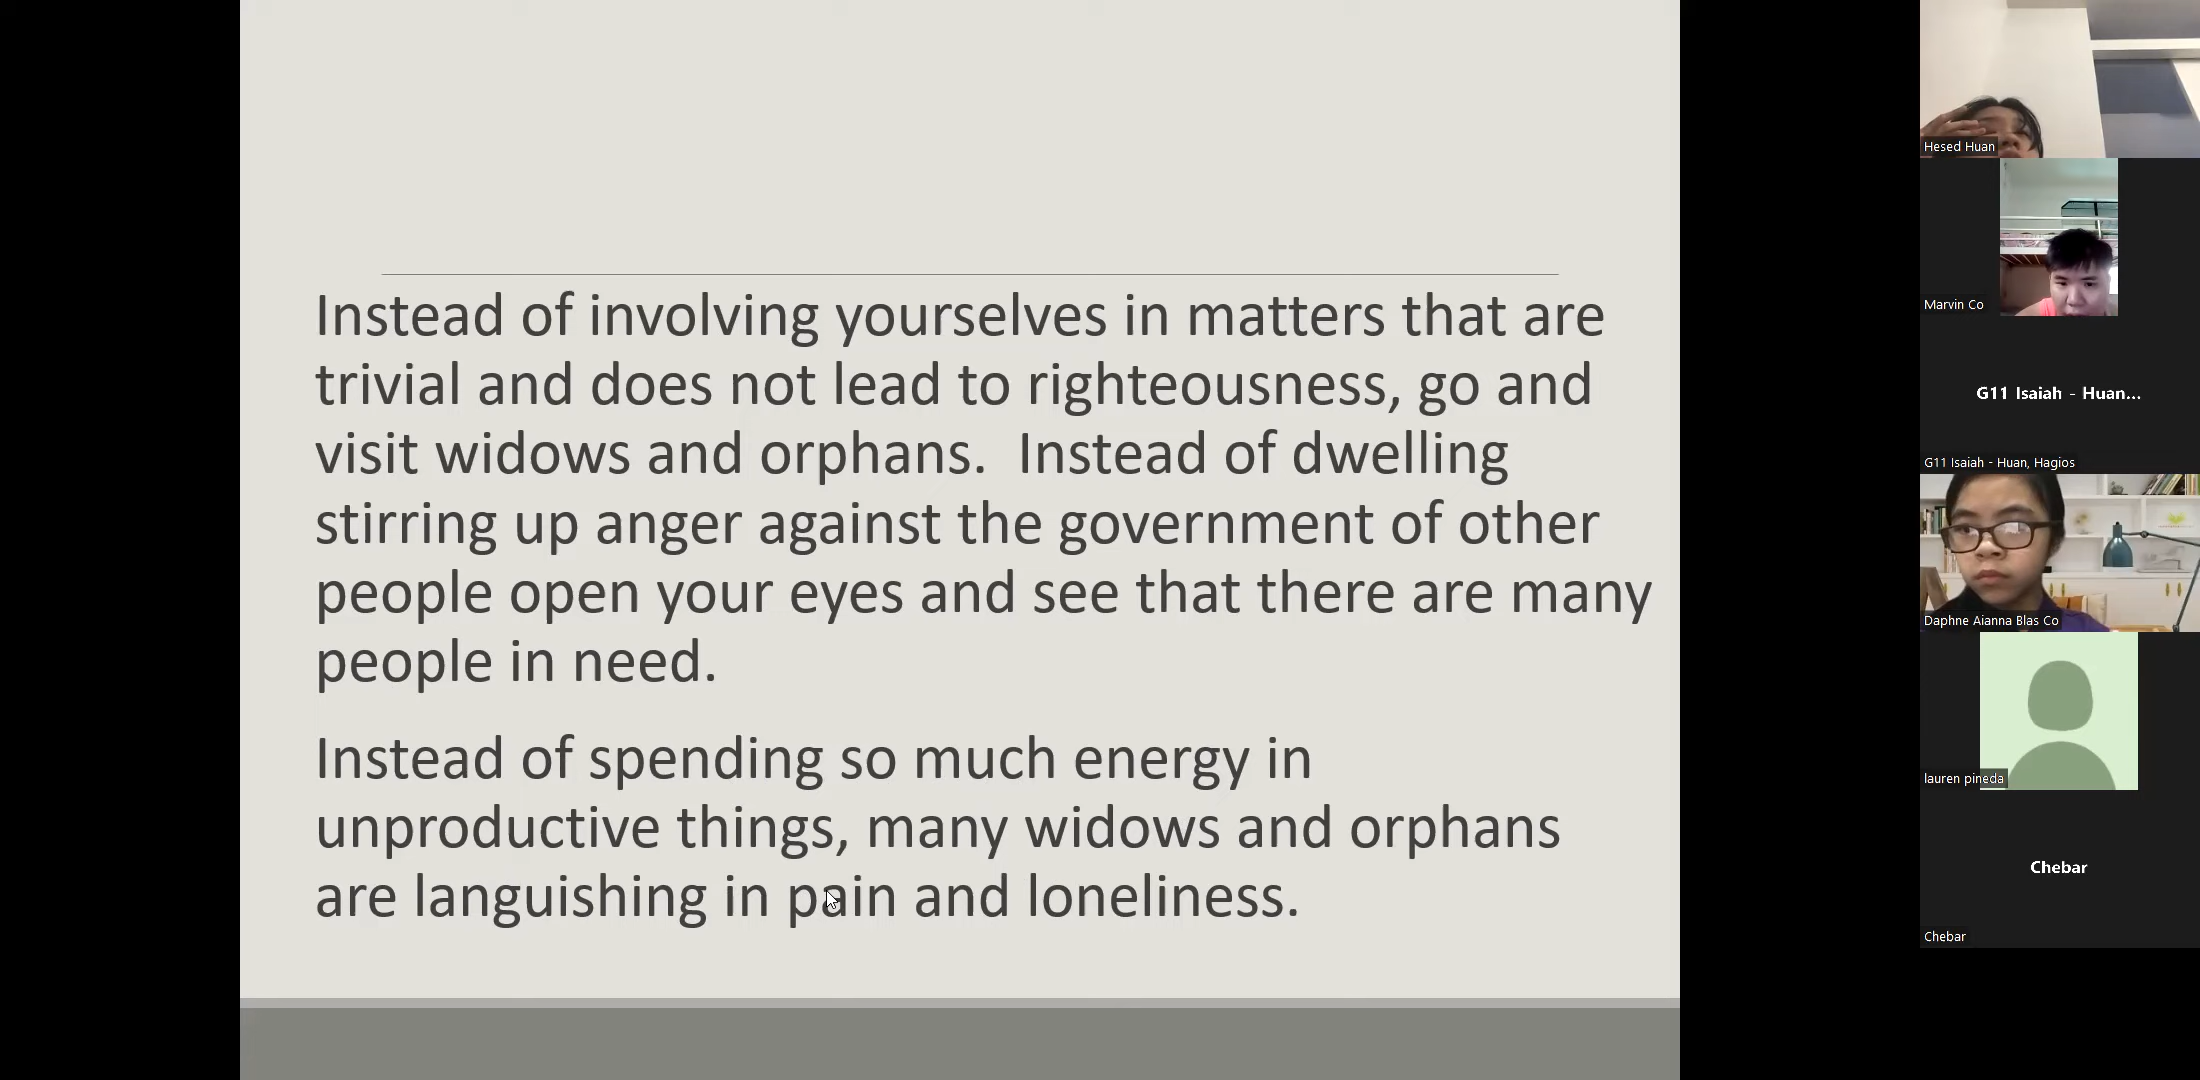 Instead of involving yourselves in matters that are
trivial and does not lead to righteousness, go and
visit widows and orphans.  Instead of dwelling
stirring up anger against the government of other
people open your eyes and see that there are many
people in need.
Instead of spending so much energy in
unproductive things, many widows and orphans
are languishing in pain and loneliness.
Hesed Huan
Marvin Co
G11 Isaiah - Huan...
G11 Isaiah - Huan, Hagios
Daphne Aianna Blas Co
lauren pineda
Chebar
Chebar